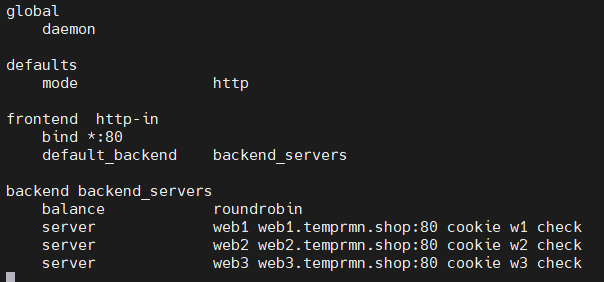 global
    daemon

defaults
    mode               http

frontend  http-in
    bind *:80
    default_backend    backend_servers

backend backend_servers
    balance            roundrobin
    server             web1 web1.temprmn.shop:80 cookie w1 check
    server             web2 web2.temprmn.shop:80 cookie w2 check
    server             web3 web3.temprmn.shop:80 cookie w3 check